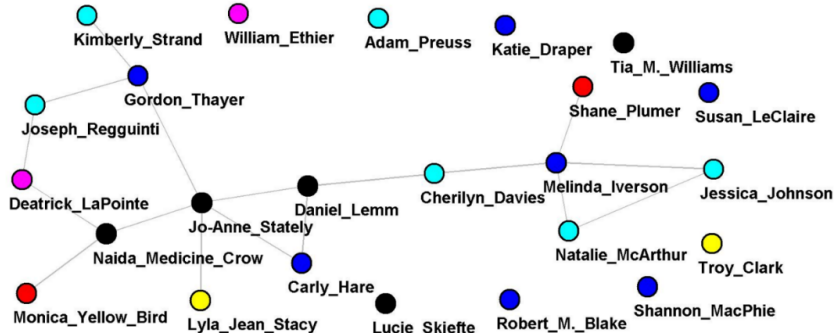 Kimberly_Strand
William_Ethier
Adam_Preuss
Katie_Draper
Tia_M._Williams
Gordon_Thayer
Shane_Plumer
Susan_LeClaire
Joseph_Regguinti
Deatrick_LaPointe
Jo-Anne_Stately
Daniel_Lemm
Cherilyn_Davies
Melinda_Iverson
Jessica_Johnson
Naida_Medicine_Crow
Natalie_McArthur
Troy_Clark
Carly_Hare
Monica_Yellow_Bird
Lyla_Jean_Stacy
Lucie_Skjefte
Robert_M._Blake
Shannon_MacPhie